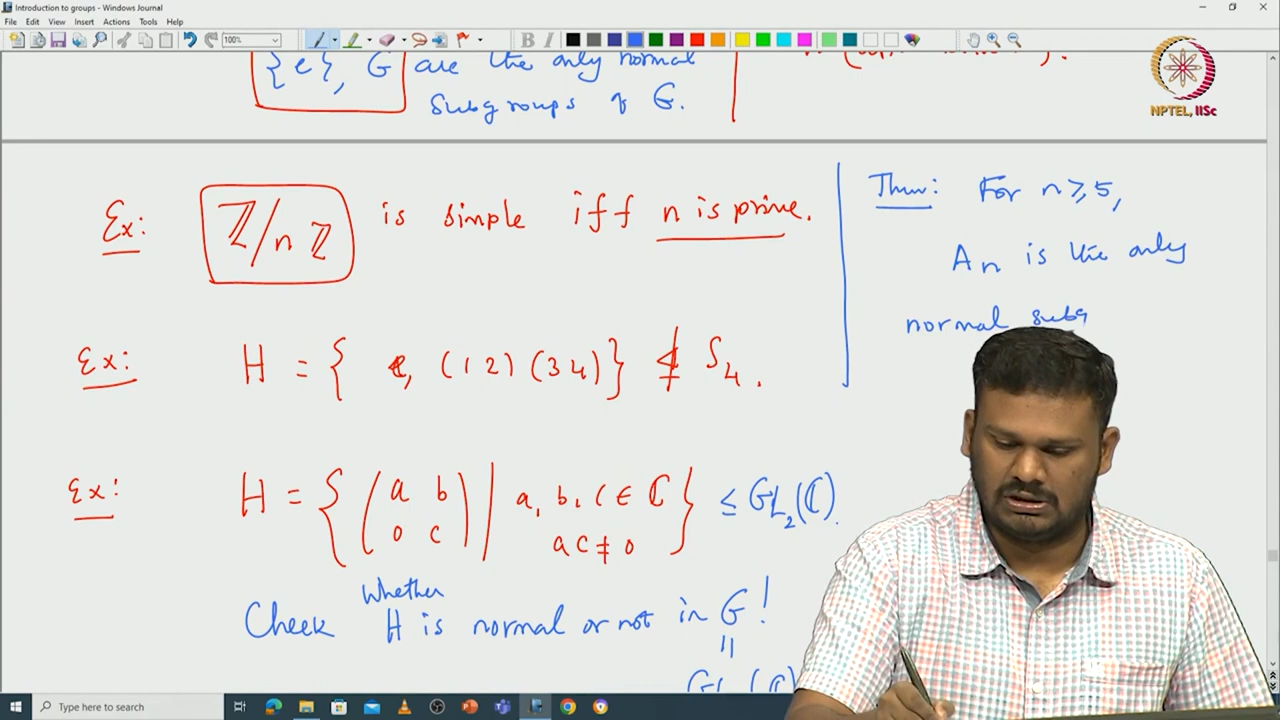 Introduction to groups - Windows Journal
File Edit View Insert Actions Tools Help
100%
B I
NPTEL, IISc
{e}, G are the only normal
subgroups of G.
Ex: ℤ/nℤ is simple iff n is prime.
Ex: H = { e, (1 2) (3 4) } ⋬ S₄.
Ex: H = { ( a b
0 c ) | a, b, c ∈ ℂ
ac ≠ 0 } ≤ GL₂(ℂ).
Check whether H is normal or not in G!
||
GL₂(ℂ)
Thm: For n ≥ 5,
Aₙ is the only
normal subg
Type here to search